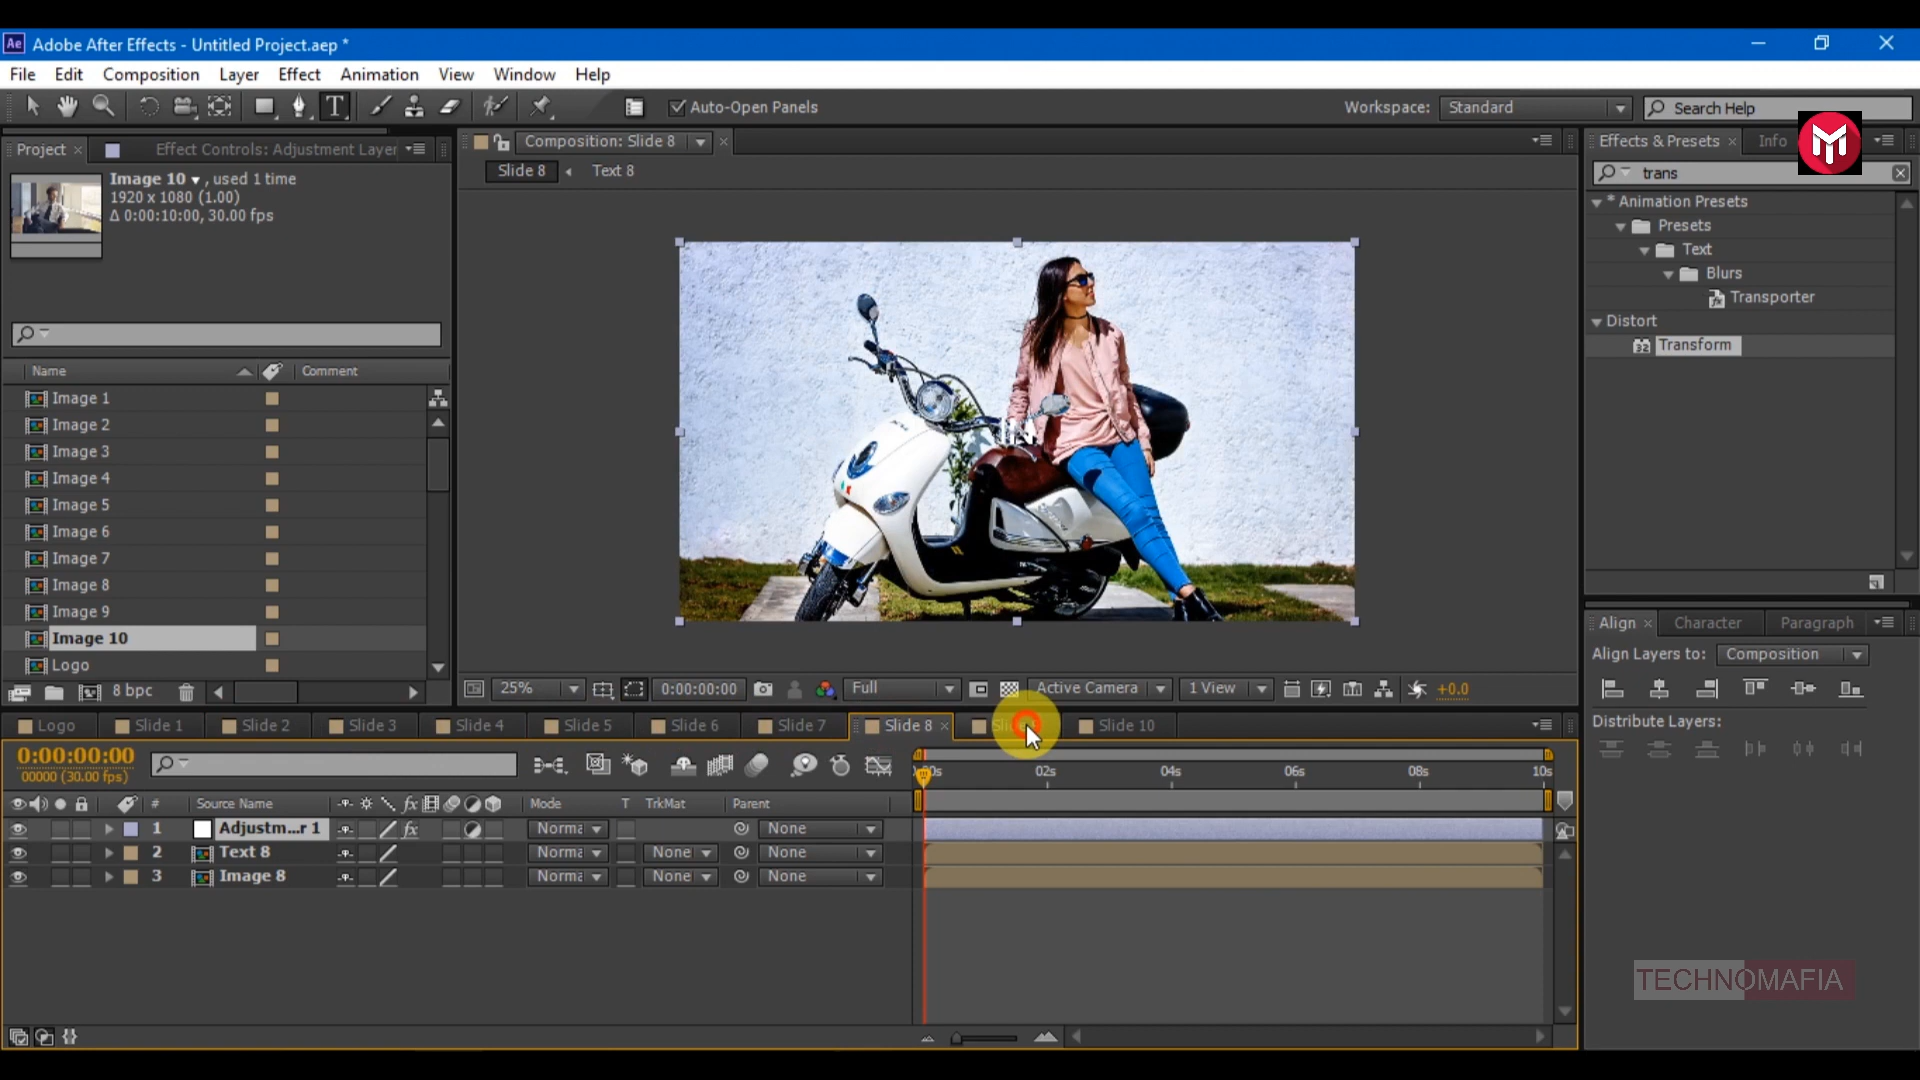 Ae Adobe After Effects - Untitled Project.aep *
File Edit Composition Layer Effect Animation View Window Help
T Auto-Open Panels Workspace: Standard Search Help
Project × Effect Controls: Adjustment Layer
Image 10 , used 1 time
1920 x 1080 (1.00)
Δ 0:00:10:00, 30.00 fps
Name Comment
Image 1
Image 2
Image 3
Image 4
Image 5
Image 6
Image 7
Image 8
Image 9
Image 10
Logo
8 bpc
Composition: Slide 8 ×
Slide 8 Text 8
IN
25% 0:00:00:00 Full Active Camera 1 View +0.0
Effects & Presets × Info
trans
* Animation Presets
Presets
Text
Blurs
Transporter
Distort
32 Transform
Align × Character Paragraph
Align Layers to: Composition
Distribute Layers:
Logo Slide 1 Slide 2 Slide 3 Slide 4 Slide 5 Slide 6 Slide 7 Slide 8 × Slide 10
0:00:00:00
00000 (30.00 fps)
02s 04s 06s 08s 10s
# Source Name fx Mode T TrkMat Parent
1 Adjustm...r 1 fx Norma None
2 Text 8 Norma None None
3 Image 8 Norma None None
TECHNOMAFIA